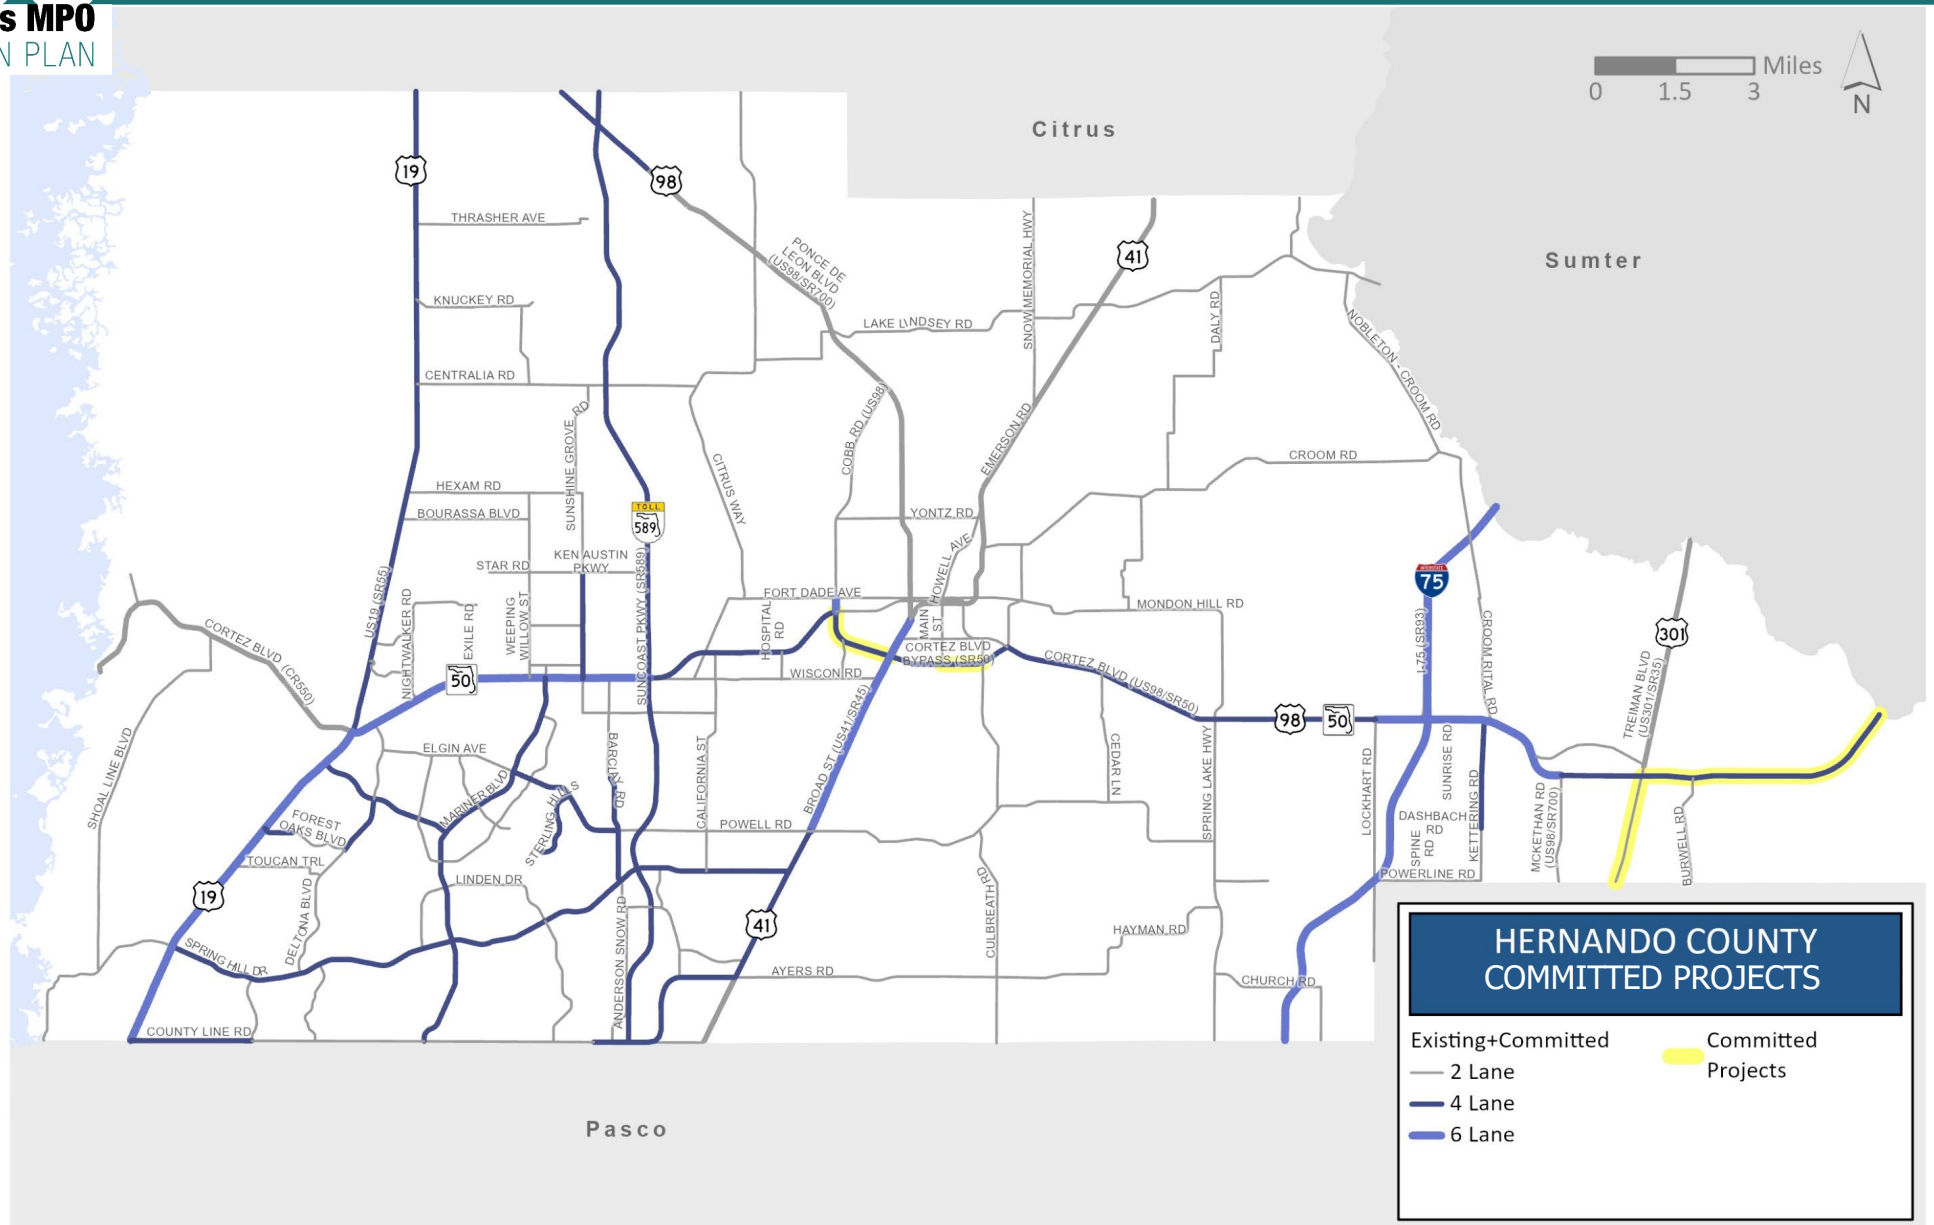 s MPO
N PLAN
Miles
0 1.5 3
N
Citrus
Sumter
19
98
41
THRASHER AVE
PONCE DE
LEON BLVD
(US98/SR700)
SNOW MEMORIAL HWY
KNUCKEY RD
LAKE LINDSEY RD
DALY RD
NOBLETON - CROOM RD
CENTRALIA RD
SUNSHINE GROVE RD
COBB RD (US98)
EMERSON RD
CITRUS WAY
CROOM RD
HEXAM RD
BOURASSA BLVD
TOLL
589
YONTZ RD
KEN AUSTIN
PKWY
STAR RD
HOWELL AVE
INTERSTATE
75
US19 (SR55)
NIGHTWALKER RD
EXILE RD
WEEPING
WILLOW ST
SUNCOAST PKWY (SR589)
FORT DADE AVE
HOSPITAL
RD
MAIN
ST
MONDON HILL RD
I-75 (SR93)
CROOM RITAL RD
301
TREIMAN BLVD
(US301/SR35)
CORTEZ BLVD (CR550)
50
WISCON RD
CORTEZ BLVD
BYPASS (SR50)
CORTEZ BLVD (US98/SR50)
98
50
SHOAL LINE BLVD
ELGIN AVE
MARINER BLVD
BARCLAY RD
CALIFORNIA ST
BROAD ST (US41/SR45)
CEDAR LN
SPRING LAKE HWY
LOCKHART RD
SUNRISE RD
KETTERING RD
MCKETHAN RD
(US98/SR700)
BURWELL RD
FOREST
OAKS BLVD
STERLING HILLS
POWELL RD
DASHBACH
RD
SPINE
RD
TOUCAN TRL
LINDEN DR
POWERLINE RD
19
DELTONA BLVD
CULBREATH RD
41
ANDERSON SNOW RD
HAYMAN RD
SPRING HILL DR
AYERS RD
CHURCH RD
COUNTY LINE RD
Pasco
HERNANDO COUNTY
COMMITTED PROJECTS
Existing+Committed
2 Lane
4 Lane
6 Lane
Committed
Projects